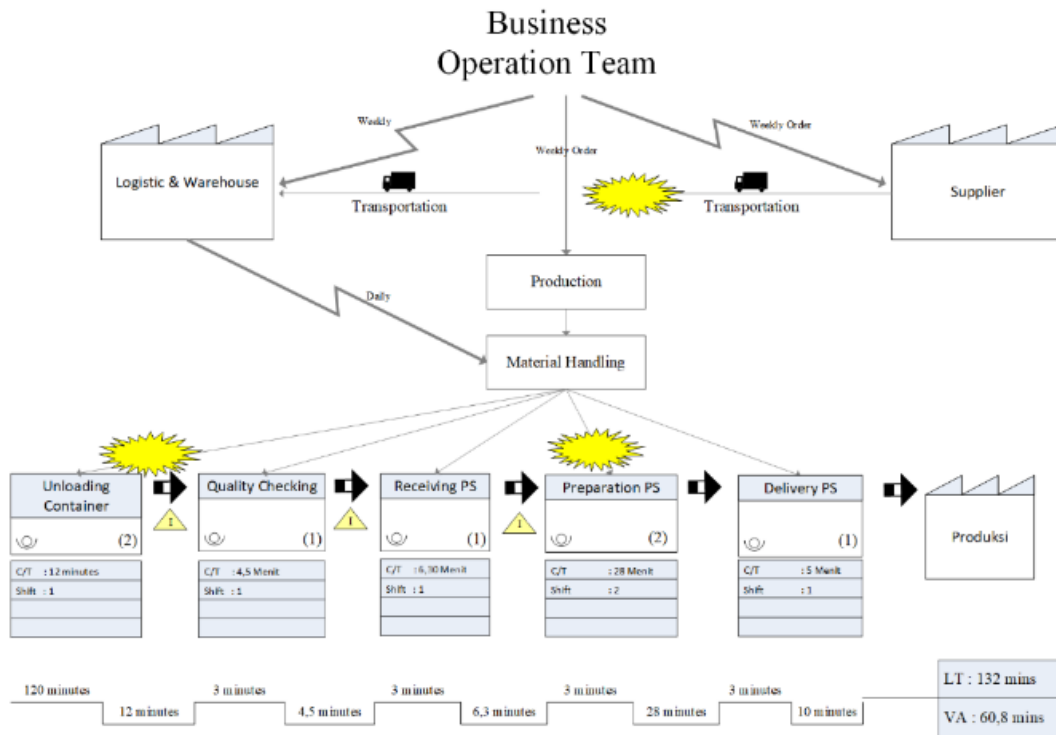 Business
Operation Team
Weekly
Weekly Order
Weekly Order
Logistic & Warehouse
Transportation
Transportation
Supplier
Production
Daily
Material Handling
Unloading
Container
Quality Checking
Receiving PS
Preparation PS
Delivery PS
I
I
I
(2)
(1)
(1)
(2)
(1)
Produksi
C/T : 12 minutes
Shift : 1
C/T : 4,5 Menit
Shift : 1
C/T : 6,30 Menit
Shift : 1
C/T : 28 Menit
Shift : 2
C/T : 5 Menit
Shift : 1
120 minutes
3 minutes
3 minutes
3 minutes
3 minutes
12 minutes
4,5 minutes
6,3 minutes
28 minutes
10 minutes
LT : 132 mins
VA : 60,8 mins